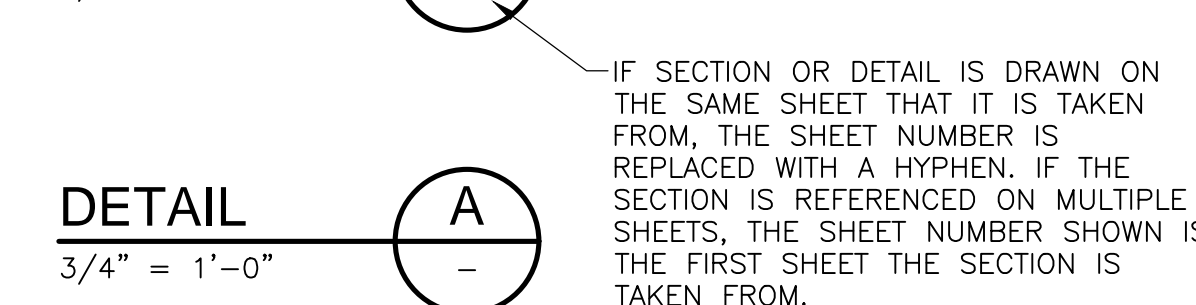 IF SECTION OR DETAIL IS DRAWN ON
THE SAME SHEET THAT IT IS TAKEN
FROM, THE SHEET NUMBER IS
REPLACED WITH A HYPHEN. IF THE
SECTION IS REFERENCED ON MULTIPLE
SHEETS, THE SHEET NUMBER SHOWN IS
THE FIRST SHEET THE SECTION IS
TAKEN FROM.
DETAIL
A
3/4" = 1'-0"
-